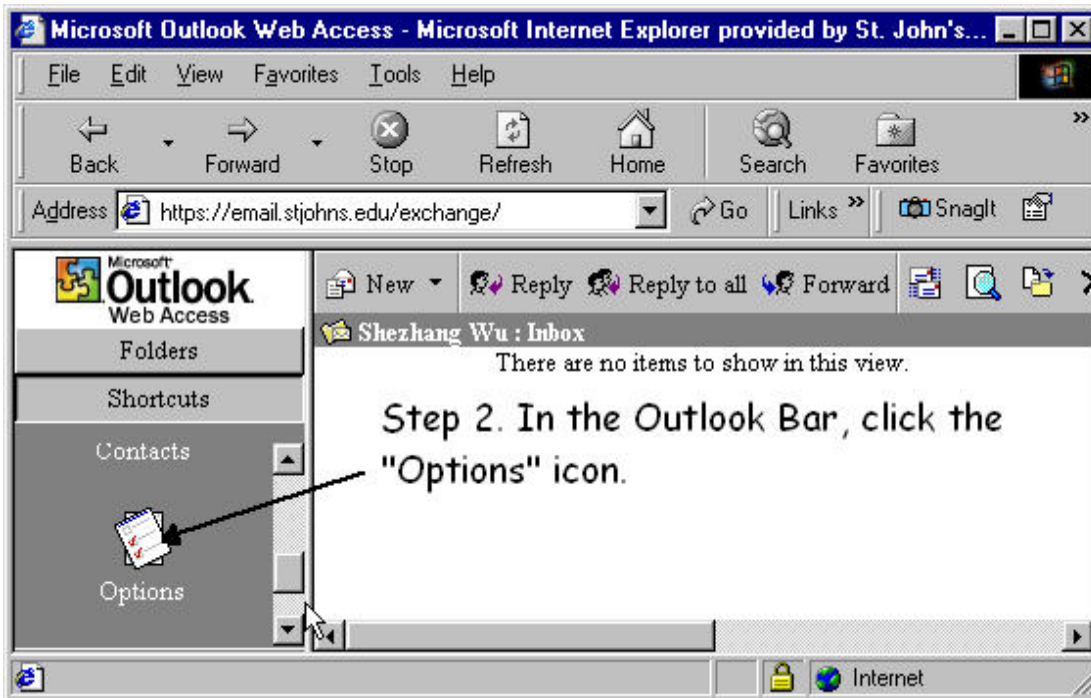 Microsoft Outlook Web Access - Microsoft Internet Explorer provided by St. John's...
File Edit View Favorites Tools Help
Back Forward Stop Refresh Home Search Favorites »
Address https://email.stjohns.edu/exchange/ Go Links » SnagIt
Microsoft
Outlook
Web Access
New Reply Reply to all Forward
Folders
Shortcuts
Contacts
Options
Shezhang Wu : Inbox
There are no items to show in this view.
Step 2. In the Outlook Bar, click the
"Options" icon.
Internet